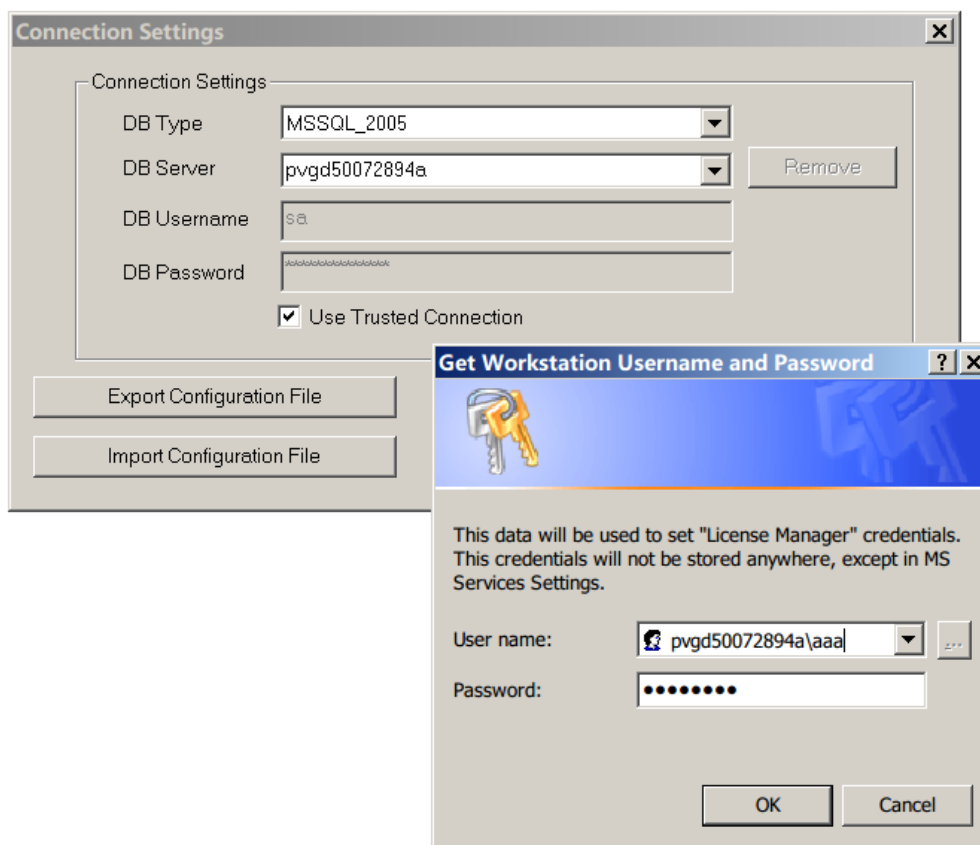 Connection Settings
Connection Settings
DB Type
MSSQL_2005
DB Server
pvgd50072894a
Remove
DB Username
sa
DB Password
***************
Use Trusted Connection
Export Configuration File
Import Configuration File
Get Workstation Username and Password
This data will be used to set "License Manager" credentials.
This credentials will not be stored anywhere, except in MS
Services Settings.
User name:
pvgd50072894a\aaa
...
Password:
●●●●●●●●
OK
Cancel